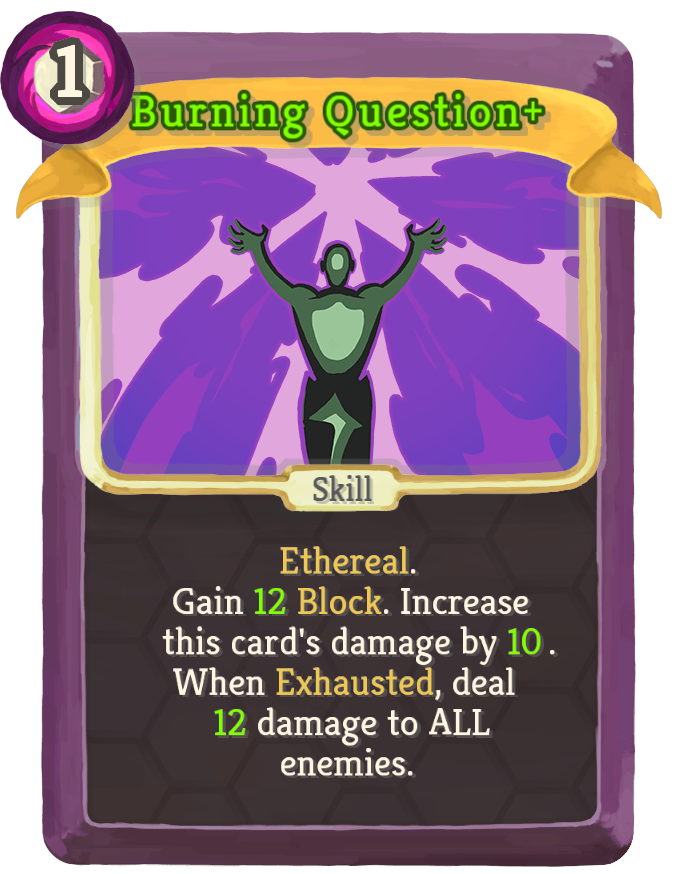 1
Burning Question+
Skill
Ethereal.
Gain 12 Block. Increase
this card's damage by 10 .
When Exhausted, deal
12 damage to ALL
enemies.